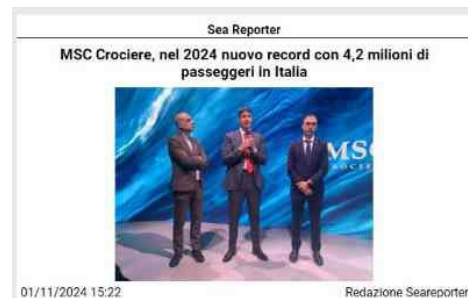 Sea Reporter
MSC Crociere, nel 2024 nuovo record con 4,2 milioni di
passeggeri in Italia
MSC
01/11/2024 15:22
Redazione Seareporter